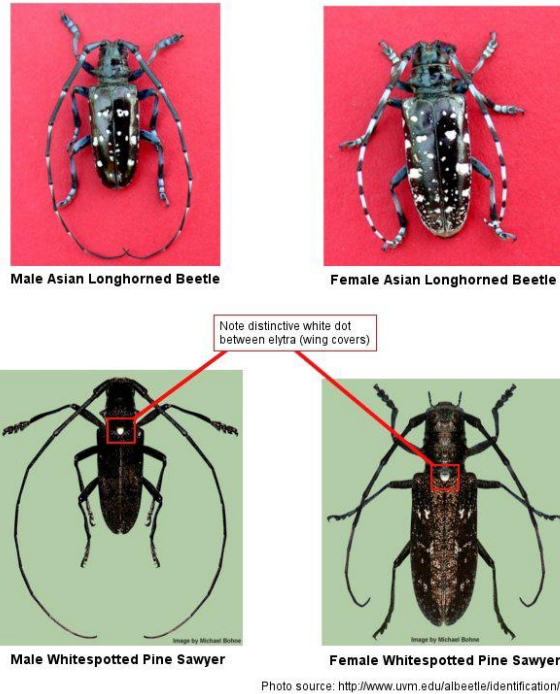 Male Asian Longhorned Beetle
Female Asian Longhorned Beetle
Note distinctive white dot
between elytra (wing covers)
Image by Michael Bohne
Image by Michael Bohne
Male Whitespotted Pine Sawyer
Female Whitespotted Pine Sawyer
Photo source: http://www.uvm.edu/albeetle/identification/